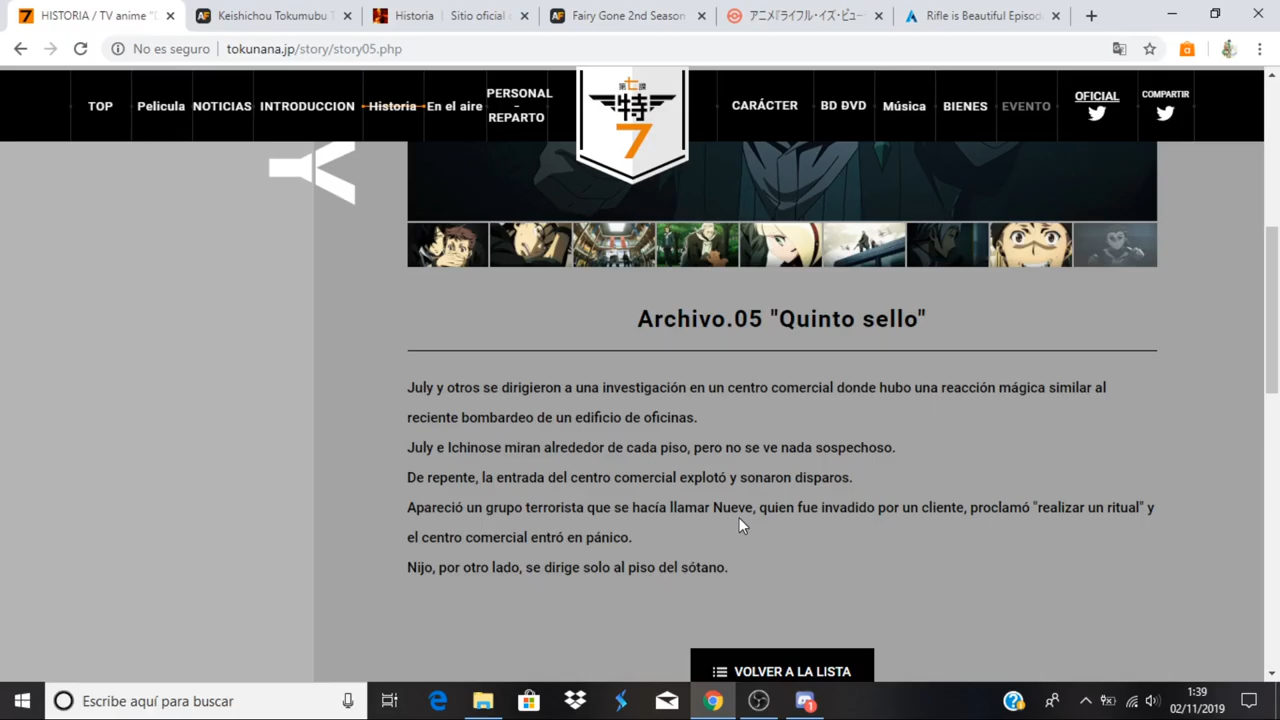 HISTORIA / TV anime "D
Keishichou Tokumubu T
Historia | Sitio oficial c
Fairy Gone 2nd Season
アニメ『ライフル・イズ・ビュー
Rifle is Beautiful Episod
No es seguro
tokunana.jp/story/story05.php
TOP
Pelicula
NOTICIAS
INTRODUCCION
Historia
En el aire
PERSONAL
-
REPARTO
第七課
特
7
CARÁCTER
BD ĐVD
Música
BIENES
EVENTO
OFICIAL
COMPARTIR
Archivo.05 "Quinto sello"
July y otros se dirigieron a una investigación en un centro comercial donde hubo una reacción mágica similar al
reciente bombardeo de un edificio de oficinas.
July e Ichinose miran alrededor de cada piso, pero no se ve nada sospechoso.
De repente, la entrada del centro comercial explotó y sonaron disparos.
Apareció un grupo terrorista que se hacía llamar Nueve, quien fue invadido por un cliente, proclamó "realizar un ritual" y
el centro comercial entró en pánico.
Nijo, por otro lado, se dirige solo al piso del sótano.
VOLVER A LA LISTA
Escribe aquí para buscar
1:39
02/11/2019